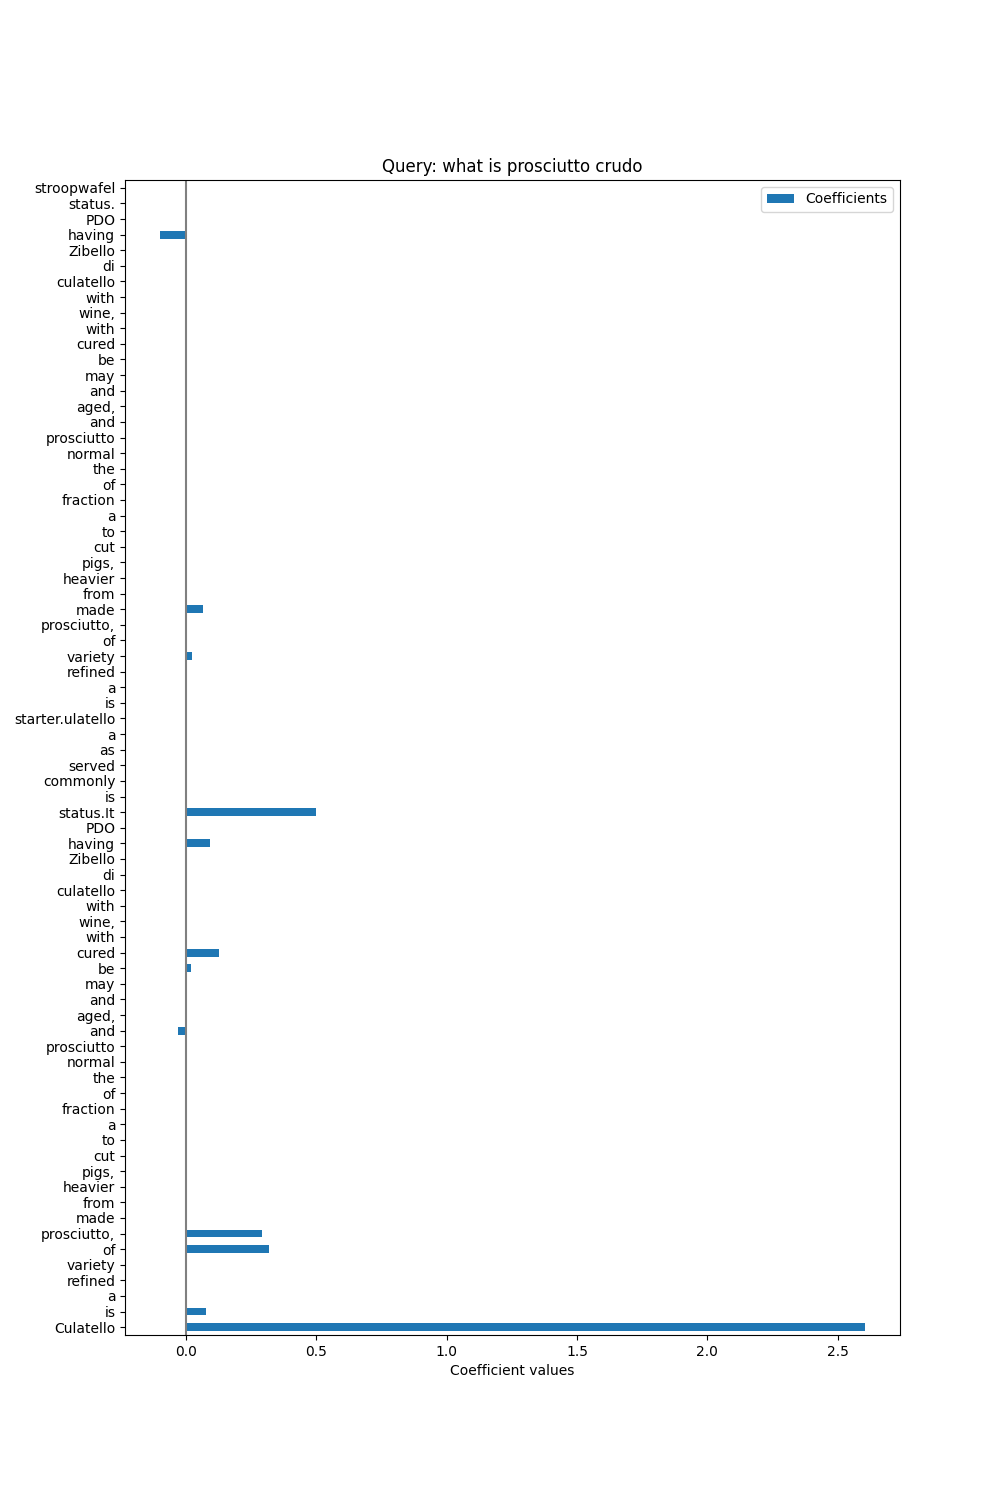 Query: what is prosciutto crudo
Coefficients
stroopwafel
status.
PDO
having
Zibello
di
culatello
with
wine,
with
cured
be
may
and
aged,
and
prosciutto
normal
the
of
fraction
a
to
cut
pigs,
heavier
from
made
prosciutto,
of
variety
refined
a
is
starter.ulatello
a
as
served
commonly
is
status.It
PDO
having
Zibello
di
culatello
with
wine,
with
cured
be
may
and
aged,
and
prosciutto
normal
the
of
fraction
a
to
cut
pigs,
heavier
from
made
prosciutto,
of
variety
refined
a
is
Culatello
0.0 0.5 1.0 1.5 2.0 2.5
Coefficient values